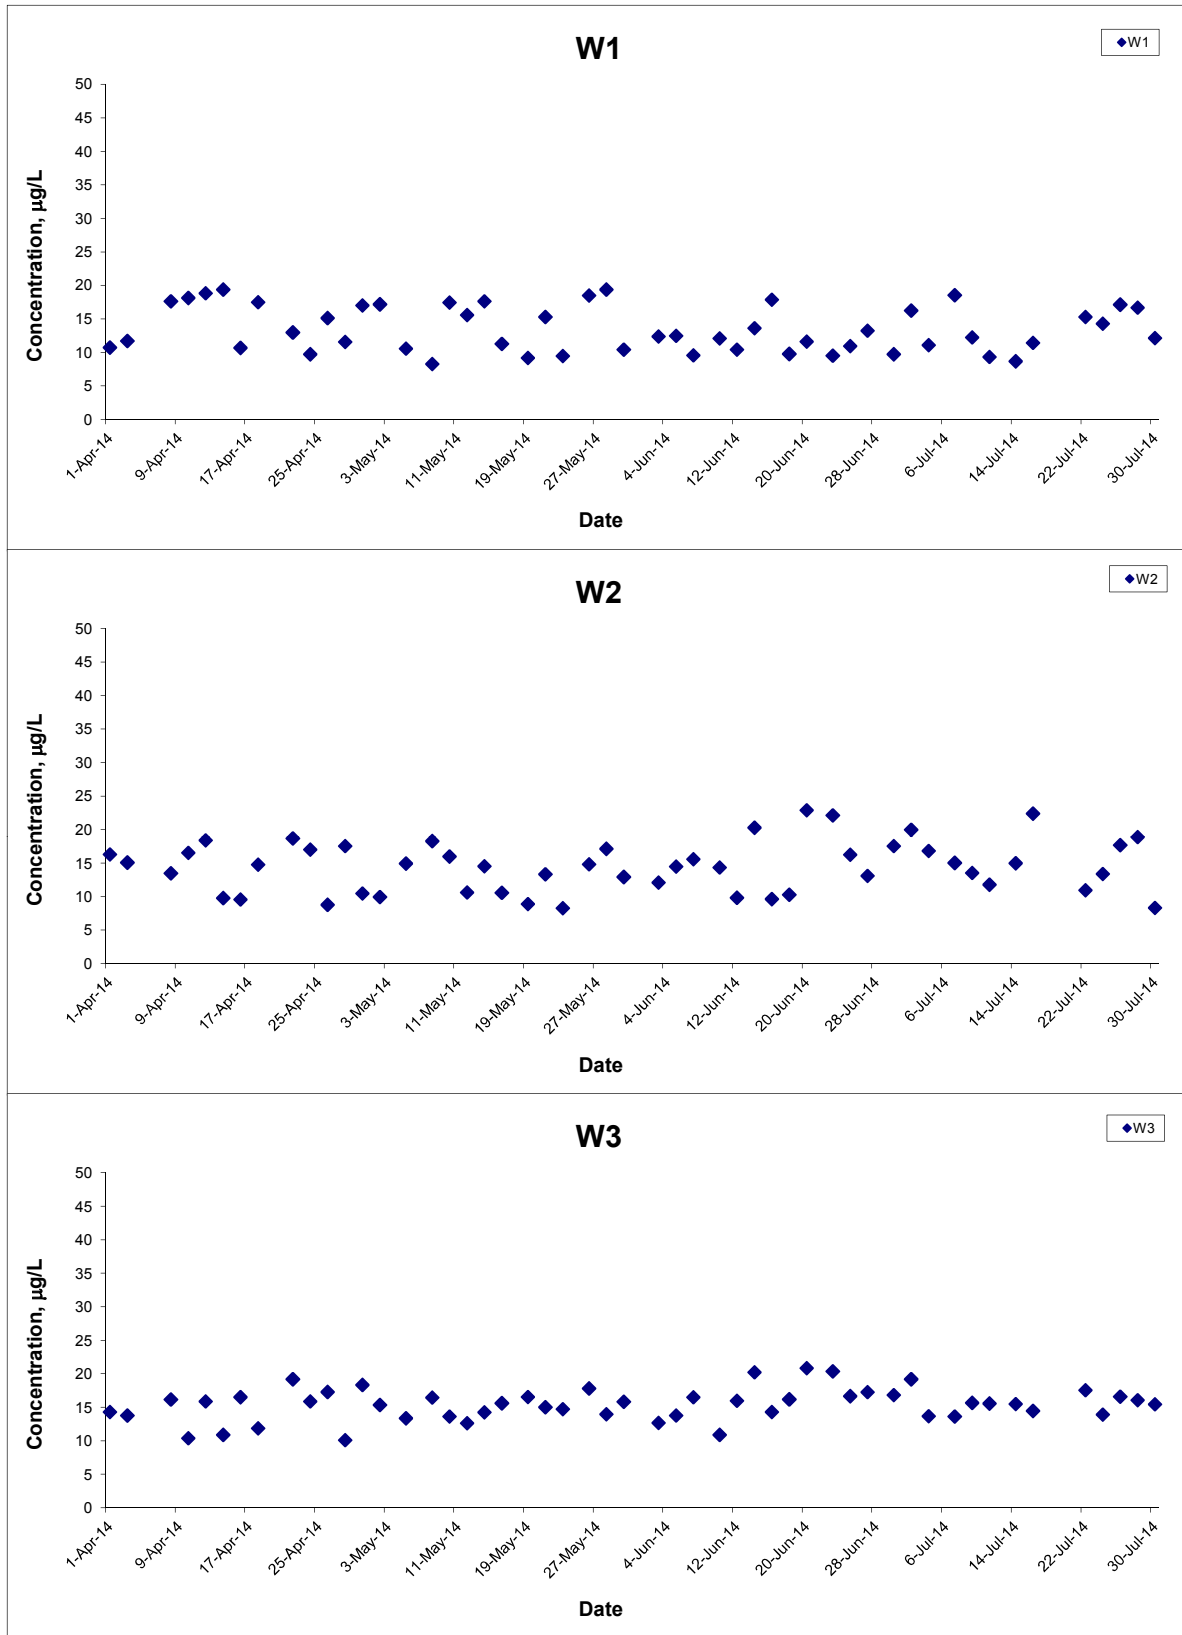 W1
W1
50
45
40
35
30
25
20
15
10
5
0
Concentration, µg/L
1-Apr-14
9-Apr-14
17-Apr-14
25-Apr-14
3-May-14
11-May-14
19-May-14
27-May-14
4-Jun-14
12-Jun-14
20-Jun-14
28-Jun-14
6-Jul-14
14-Jul-14
22-Jul-14
30-Jul-14
Date
W2
W2
50
45
40
35
30
25
20
15
10
5
0
Concentration, µg/L
1-Apr-14
9-Apr-14
17-Apr-14
25-Apr-14
3-May-14
11-May-14
19-May-14
27-May-14
4-Jun-14
12-Jun-14
20-Jun-14
28-Jun-14
6-Jul-14
14-Jul-14
22-Jul-14
30-Jul-14
Date
W3
W3
50
45
40
35
30
25
20
15
10
5
0
Concentration, µg/L
1-Apr-14
9-Apr-14
17-Apr-14
25-Apr-14
3-May-14
11-May-14
19-May-14
27-May-14
4-Jun-14
12-Jun-14
20-Jun-14
28-Jun-14
6-Jul-14
14-Jul-14
22-Jul-14
30-Jul-14
Date